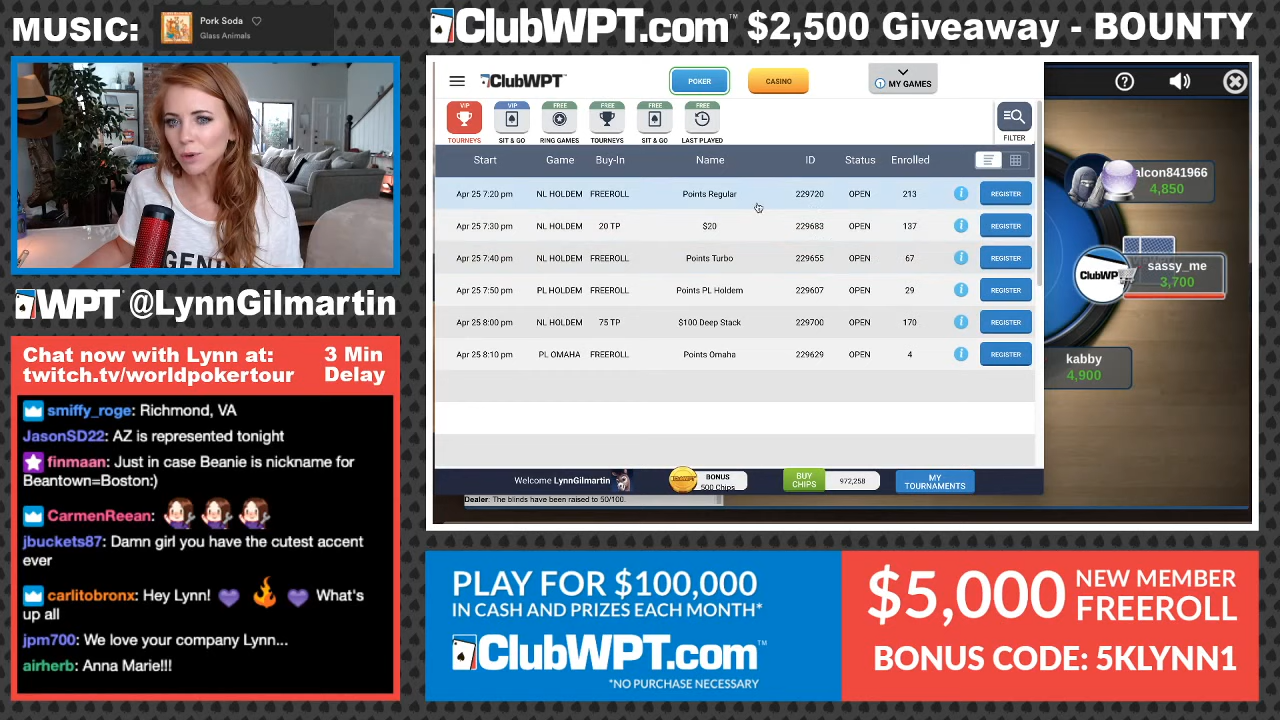 MUSIC:
Pork Soda
Glass Animals
ClubWPT.com™ $2,500 Giveaway - BOUNTY
WPT @LynnGilmartin
Chat now with Lynn at:
twitch.tv/worldpokertour
3 Min
Delay
smiffy_roge: Richmond, VA
JasonSD22: AZ is represented tonight
finmaan: Just in case Beanie is nickname for
Beantown=Boston:)
CarmenReean:
jbuckets87: Damn girl you have the cutest accent
ever
carlitobronx: Hey Lynn! What's
up all
jpm700: We love your company Lynn...
airherb: Anna Marie!!!
ClubWPT
POKER
CASINO
MY GAMES
VIP
TOURNEYS
VIP
SIT & GO
FREE
RING GAMES
FREE
TOURNEYS
FREE
SIT & GO
FREE
LAST PLAYED
FILTER
Start Game Buy-In Name ID Status Enrolled
Apr 25 7:20 pm NL HOLDEM FREEROLL Points Regular 229720 OPEN 213 REGISTER
Apr 25 7:30 pm NL HOLDEM 20 TP $20 229683 OPEN 137 REGISTER
Apr 25 7:40 pm NL HOLDEM FREEROLL Points Turbo 229655 OPEN 67 REGISTER
Apr 25 7:50 pm PL HOLDEM FREEROLL Points PL Holdem 229607 OPEN 29 REGISTER
Apr 25 8:00 pm NL HOLDEM 75 TP $100 Deep Stack 229700 OPEN 170 REGISTER
Apr 25 8:10 pm PL OMAHA FREEROLL Points Omaha 229629 OPEN 4 REGISTER
Welcome LynnGilmartin
BONUS
500 Chips
BUY
CHIPS
972,258
MY
TOURNAMENTS
Dealer: The blinds have been raised to 50/100.
alcon841966
4,850
ClubWP
sassy_me
3,700
kabby
4,900
PLAY FOR $100,000
IN CASH AND PRIZES EACH MONTH*
ClubWPT.com™
*NO PURCHASE NECESSARY
$5,000 NEW MEMBER
FREEROLL
BONUS CODE: 5KLYNN1